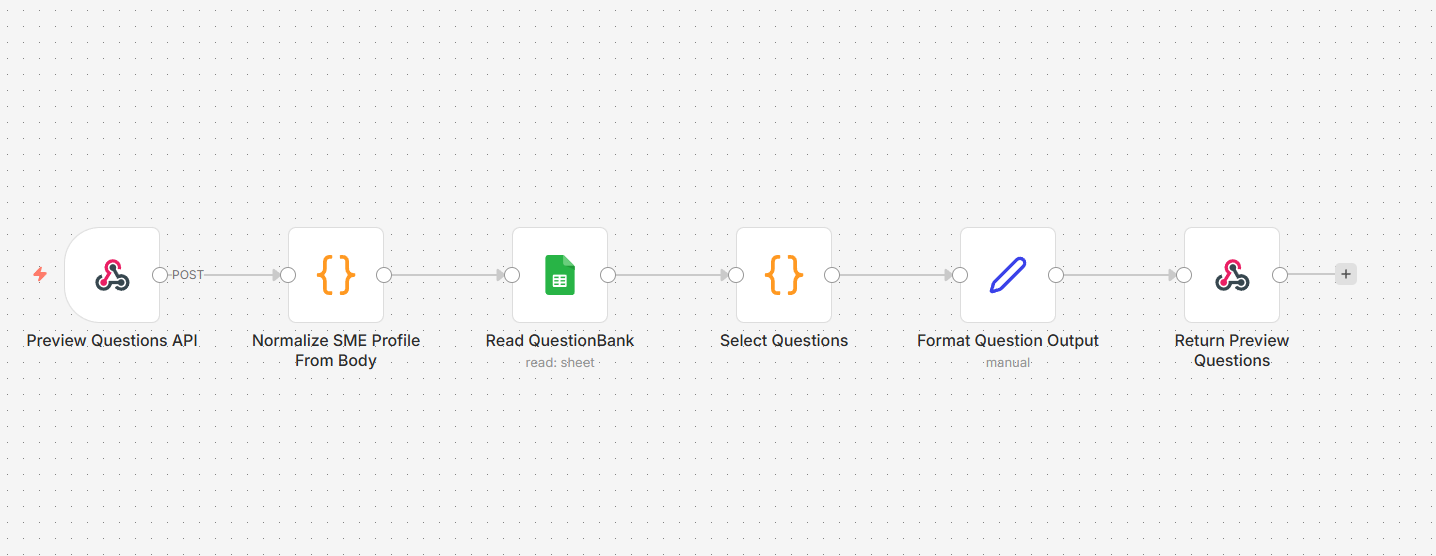 POST
Preview Questions API
Normalize SME Profile
From Body
Read QuestionBank
read: sheet
Select Questions
Format Question Output
manual
Return Preview
Questions